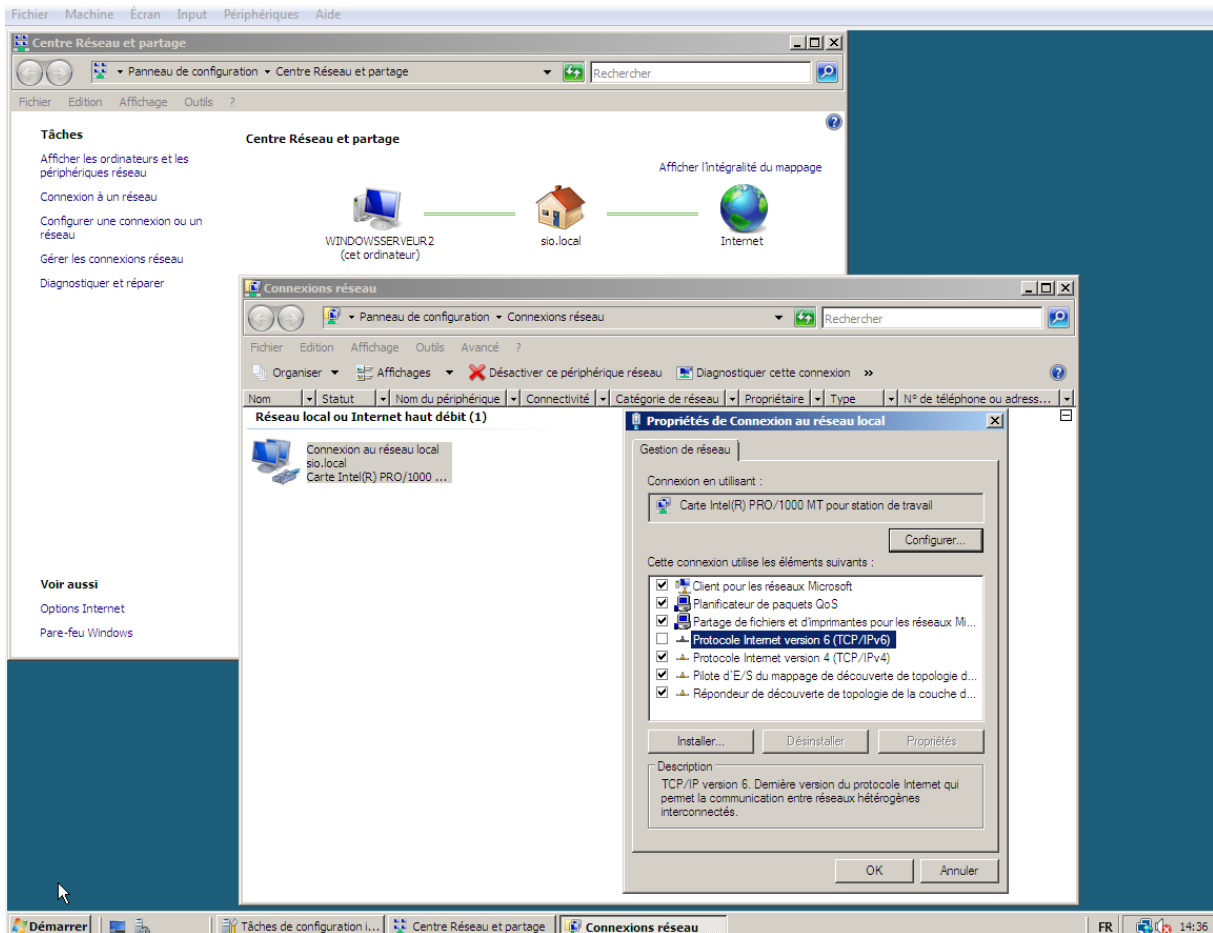 Fichier Machine Écran Input Périphériques Aide
Centre Réseau et partage
Panneau de configuration Centre Réseau et partage
Rechercher
Fichier Edition Affichage Outils ?
Tâches
Afficher les ordinateurs et les
périphériques réseau
Connexion à un réseau
Configurer une connexion ou un
réseau
Gérer les connexions réseau
Diagnostiquer et réparer
Centre Réseau et partage
Afficher l'intégralité du mappage
WINDOWSSERVEUR2
(cet ordinateur)
sio.local
Internet
Voir aussi
Options Internet
Pare-feu Windows
Connexions réseau
Panneau de configuration Connexions réseau
Rechercher
Fichier Edition Affichage Outils Avancé ?
Organiser Affichages Désactiver ce périphérique réseau Diagnostiquer cette connexion »
Nom Statut Nom du périphérique Connectivité Catégorie de réseau Propriétaire Type N° de téléphone ou adress...
Réseau local ou Internet haut débit (1)
Connexion au réseau local
sio.local
Carte Intel(R) PRO/1000 ...
Propriétés de Connexion au réseau local
Gestion de réseau
Connexion en utilisant :
Carte Intel(R) PRO/1000 MT pour station de travail
Configurer...
Cette connexion utilise les éléments suivants :
Client pour les réseaux Microsoft
Planificateur de paquets QoS
Partage de fichiers et d'imprimantes pour les réseaux Mi...
Protocole Internet version 6 (TCP/IPv6)
Protocole Internet version 4 (TCP/IPv4)
Pilote d'E/S du mappage de découverte de topologie d...
Répondeur de découverte de topologie de la couche d...
Installer... Désinstaller Propriétés
Description
TCP/IP version 6. Dernière version du protocole Internet qui
permet la communication entre réseaux hétérogènes
interconnectés.
OK Annuler
Démarrer Tâches de configuration i... Centre Réseau et partage Connexions réseau FR 14:36